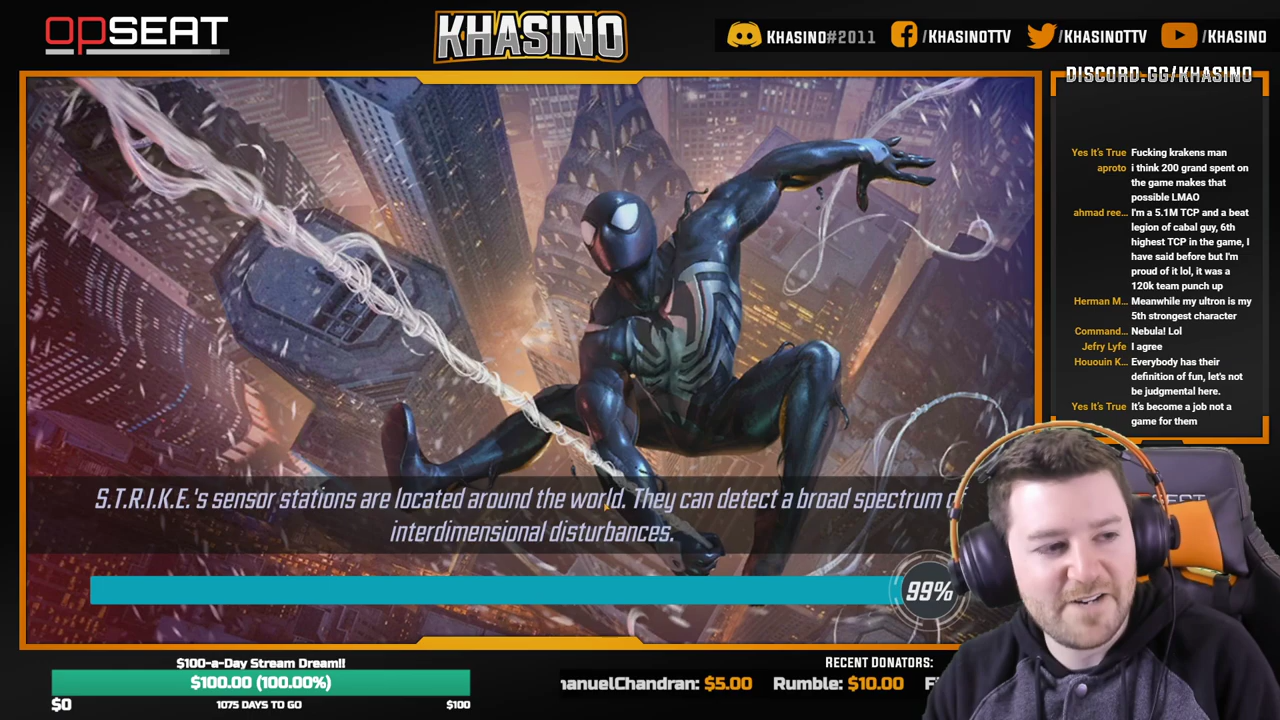 OPSEAT
KHASINO
KHASINO#2011
/KHASINOTTV
/KHASINOTTV
/KHASINO
DISCORD.GG/KHASINO
Yes It's True Fucking krakens man
aproto i think 200 grand spent on
the game makes that
possible LMAO
ahmad ree... I'm a 5.1M TCP and a beat
legion of cabal guy, 6th
highest TCP in the game, I
have said before but I'm
proud of it lol, it was a
120k team punch up
Herman M... Meanwhile my ultron is my
5th strongest character
Command... Nebula! Lol
Jefry Lyfe I agree
Hououin K... Everybody has their
definition of fun, let's not
be judgmental here.
Yes It's True It's become a job not a
game for them
S.T.R.I.K.E.'s sensor stations are located around the world. They can detect a broad spectrum of
interdimensional disturbances.
99%
$100-a-Day Stream Dream!!
$100.00 (100.00%)
$0 1075 DAYS TO GO $100
RECENT DONATORS:
anuelChandran: $5.00 Rumble: $10.00